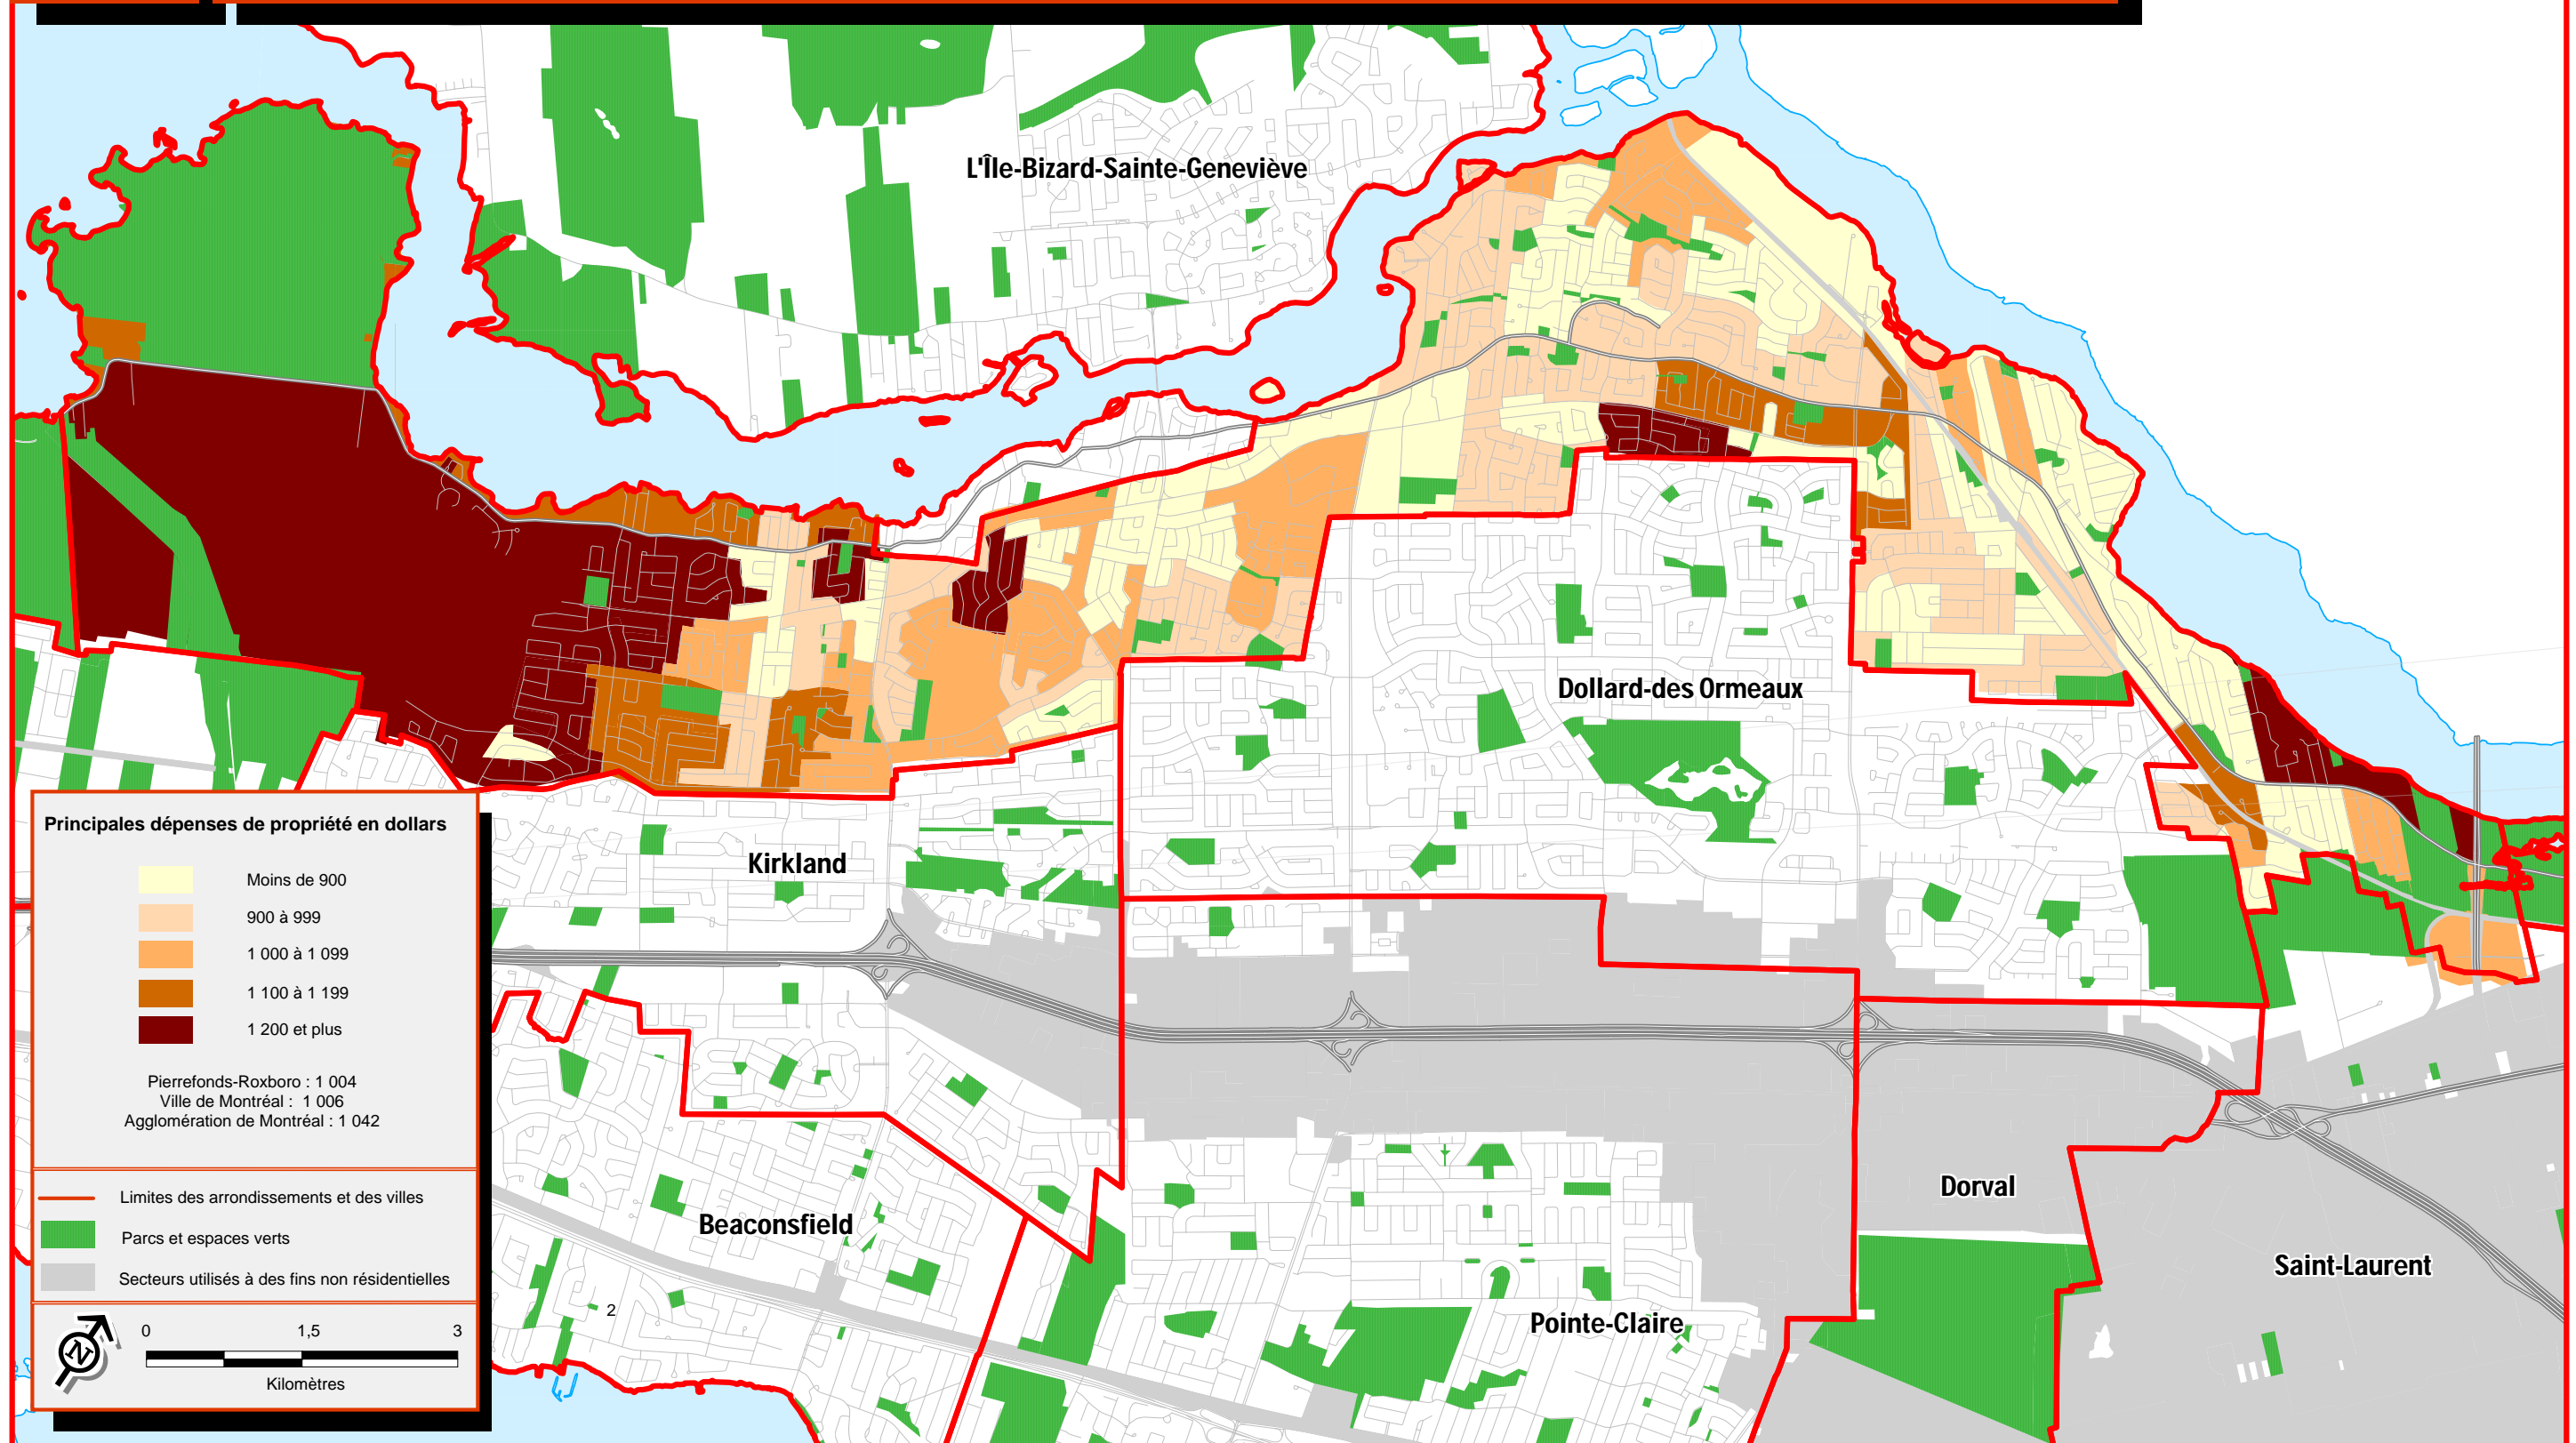 L'Île-Bizard-Sainte-Geneviève
Dollard-des Ormeaux
Kirkland
Beaconsfield
Pointe-Claire
Dorval
Saint-Laurent
2
Principales dépenses de propriété en dollars
Moins de 900
900 à 999
1 000 à 1 099
1 100 à 1 199
1 200 et plus
Pierrefonds-Roxboro : 1 004
Ville de Montréal : 1 006
Agglomération de Montréal : 1 042
Limites des arrondissements et des villes
Parcs et espaces verts
Secteurs utilisés à des fins non résidentielles
N
0 1,5 3
Kilomètres